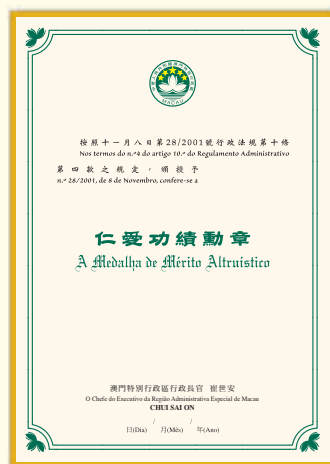 MACAU
按照十一月八日第28/2001號行政法規第十條
Nos termos do n.º4 do artigo 10.º do Regulamento Administrativo
第四款之規定，頒授予
n.º 28/2001, de 8 de Novembro, confere-se a
仁愛功績勳章
A Medalha de Mérito Altruístico
澳門特別行政區行政長官 崔世安
O Chefe do Executivo da Região Administrativa Especial de Macau
CHUI SAI ON
/ /
日(Dia) 月(Mês) 年(Ano)